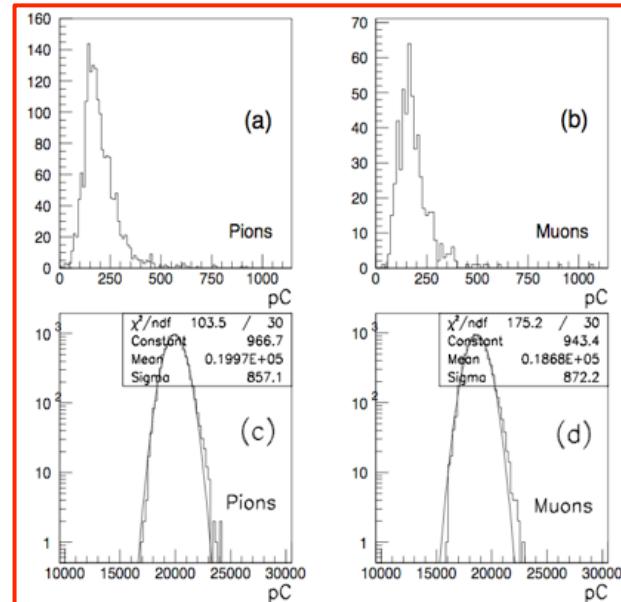 160
140
120
100
80
60
40
20
0
(a)
Pions
0 250 500 750 1000
pC
70
60
50
40
30
20
10
0
(b)
Muons
0 250 500 750 1000
pC
10³
10²
10
1
χ²/ndf 103.5 / 30
Constant 966.7
Mean 0.1997E+05
Sigma 857.1
(c)
Pions
10000 15000 20000 25000 30000
pC
10³
10²
10
1
χ²/ndf 175.2 / 30
Constant 943.4
Mean 0.1868E+05
Sigma 872.2
(d)
Muons
10000 15000 20000 25000 30000
pC